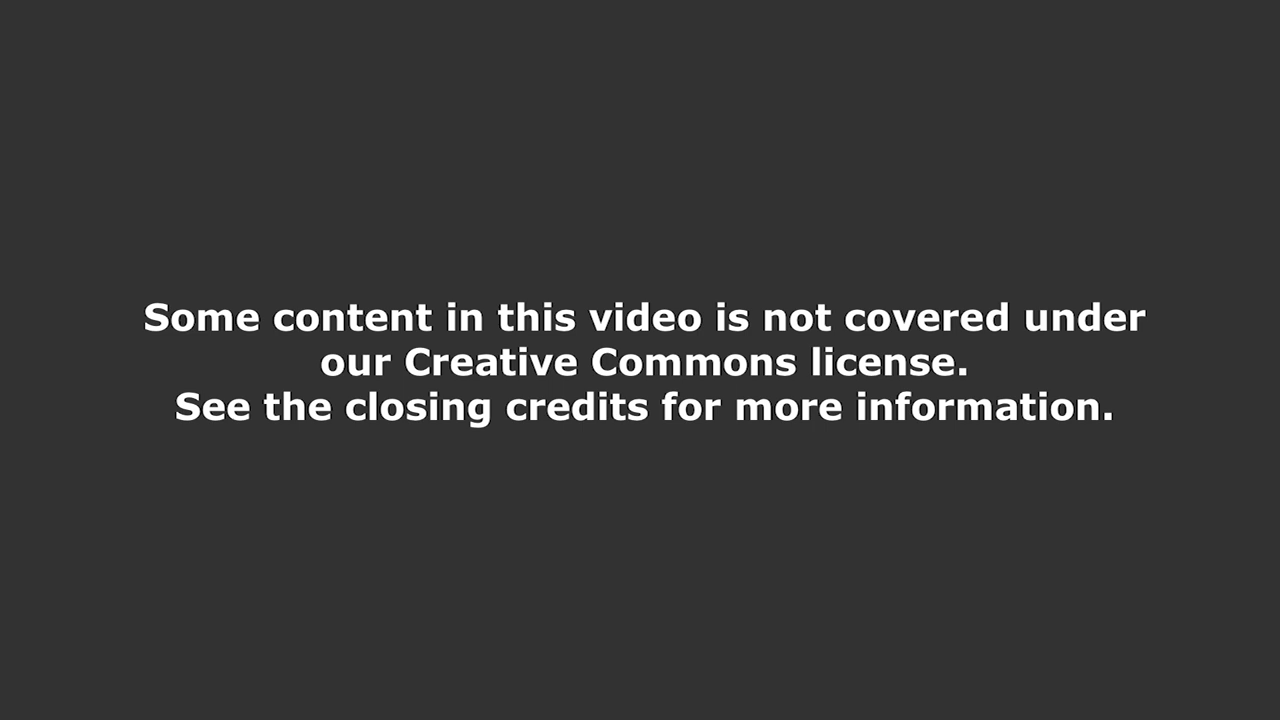 Some content in this video is not covered under
our Creative Commons license.
See the closing credits for more information.